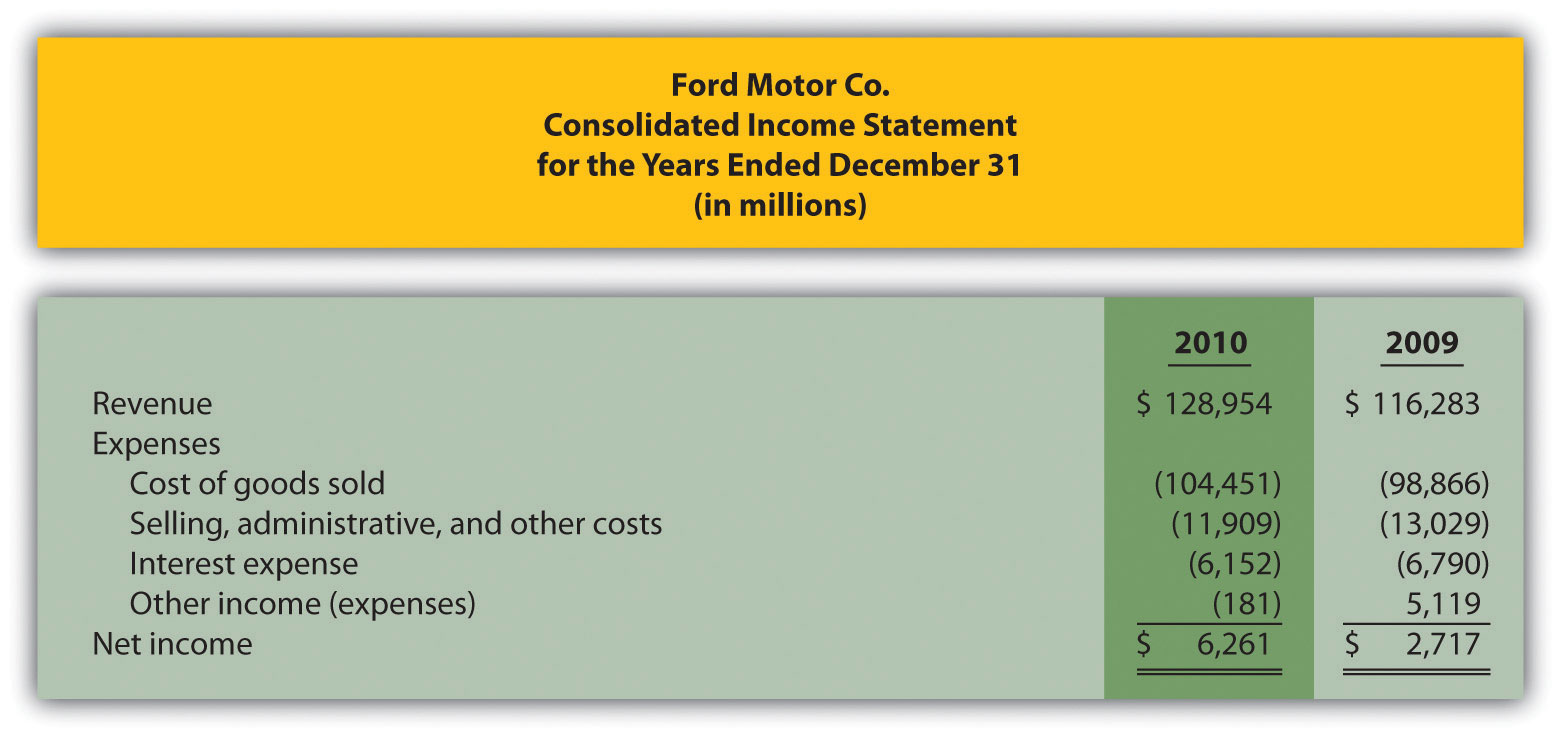 Ford Motor Co.
Consolidated Income Statement
for the Years Ended December 31
(in millions)
2010 2009
Revenue $ 128,954 $ 116,283
Expenses
Cost of goods sold (104,451) (98,866)
Selling, administrative, and other costs (11,909) (13,029)
Interest expense (6,152) (6,790)
Other income (expenses) (181) 5,119
Net income $ 6,261 $ 2,717